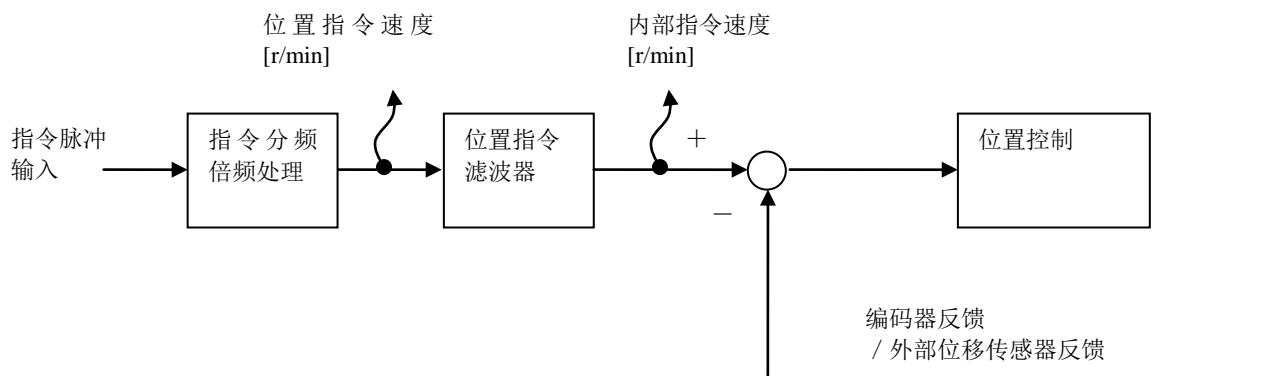 位置指令速度
[r/min]
内部指令速度
[r/min]
指令脉冲
输入
指令分频
倍频处理
位置指令
滤波器
＋
－
位置控制
编码器反馈
／外部位移传感器反馈